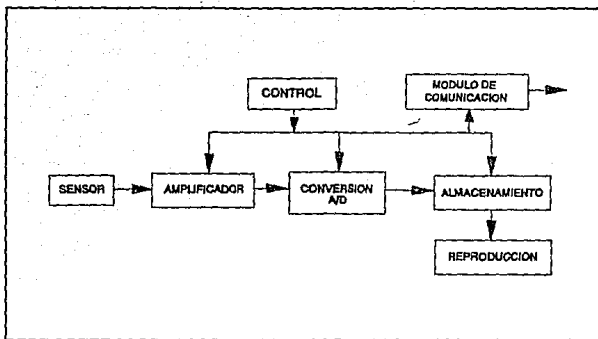 CONTROL
MODULO DE
COMUNICACION
SENSOR
AMPLIFICADOR
CONVERSION
A/D
ALMACENAMIENTO
REPRODUCCION